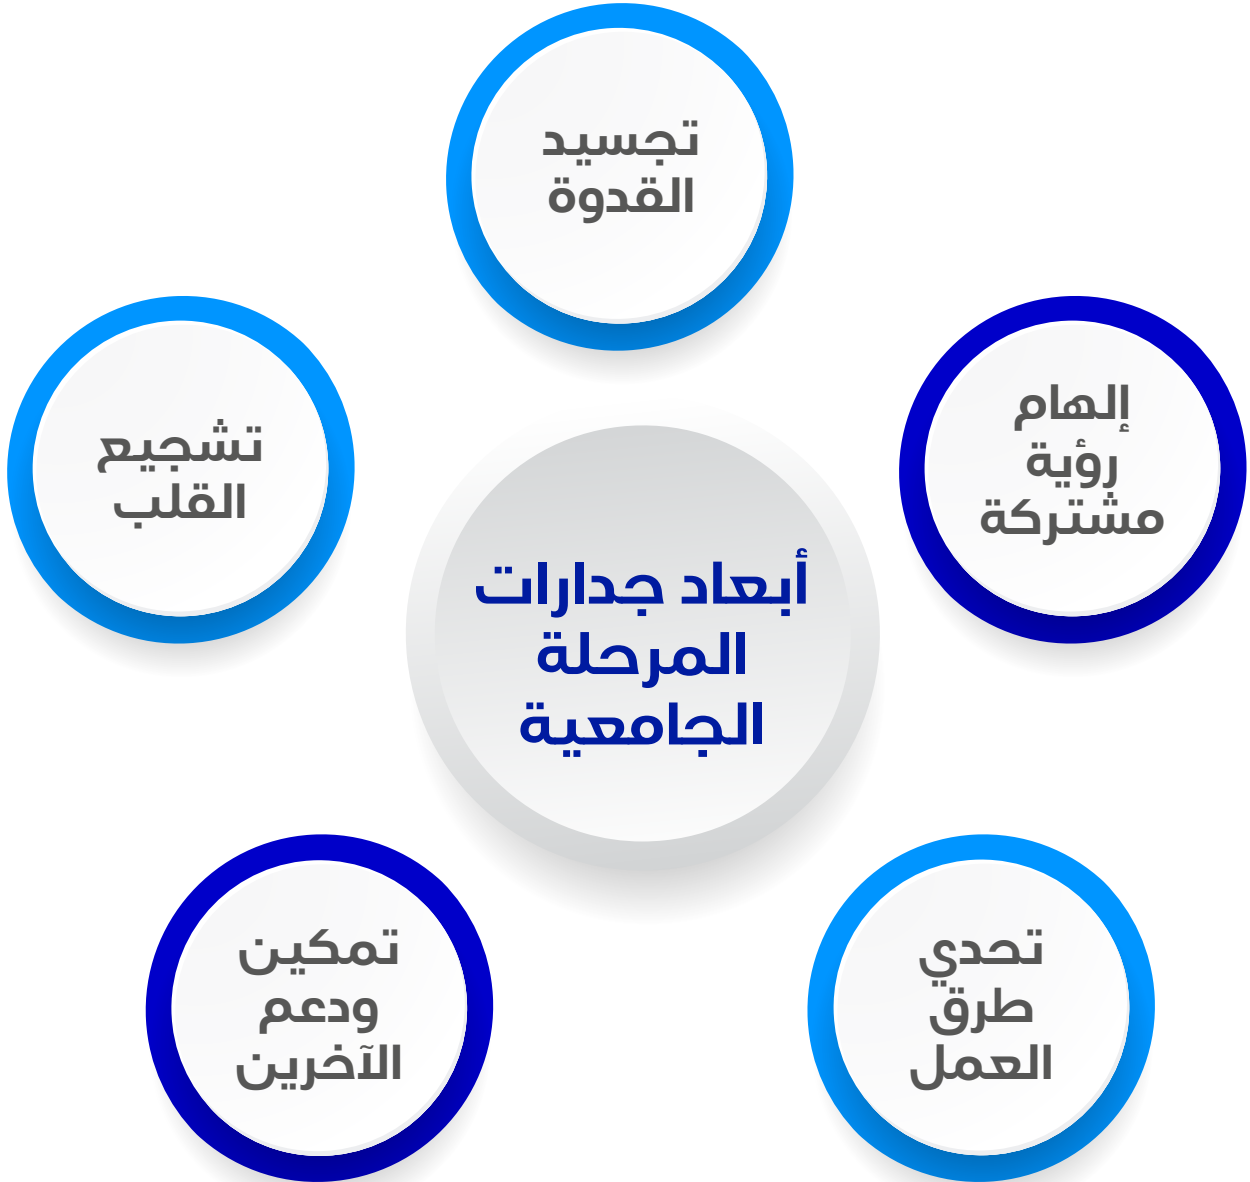 تجسيد
القدوة
إلهام
رؤية
مشتركة
تشجيع
القلب
أبعاد جدارات
المرحلة
الجامعية
تحدي
طرق
العمل
تمكين
ودعم
الآخرين